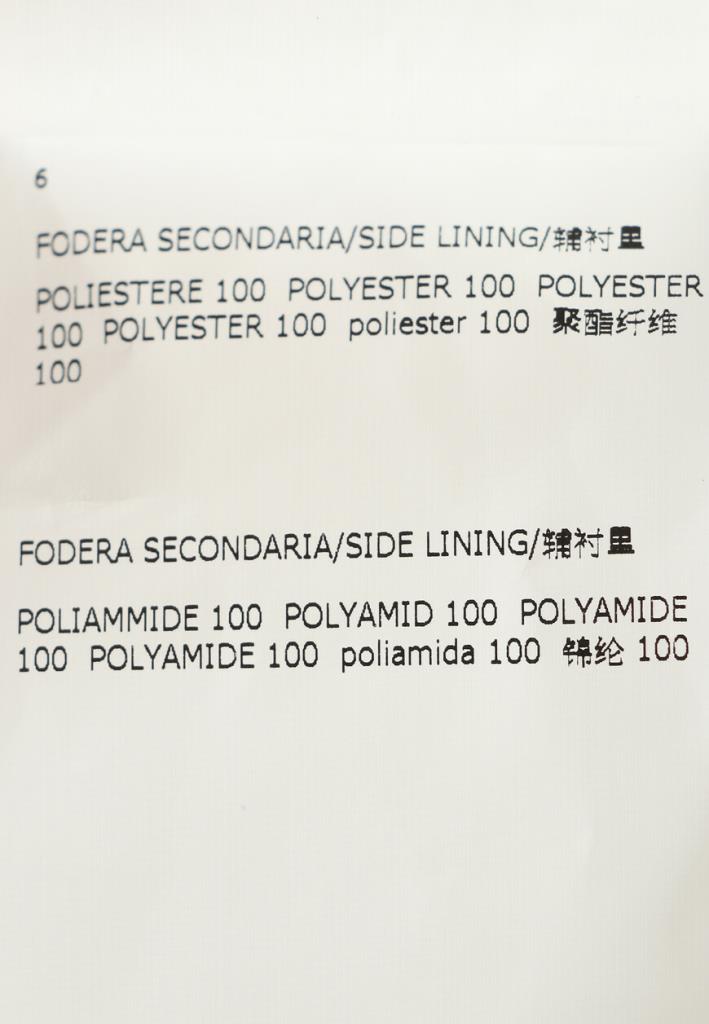 6
FODERA SECONDARIA/SIDE LINING/辅衬里
POLIESTERE 100 POLYESTER 100 POLYESTER
100 POLYESTER 100 poliester 100 聚酯纤维
100
FODERA SECONDARIA/SIDE LINING/辅衬里
POLIAMMIDE 100 POLYAMID 100 POLYAMIDE
100 POLYAMIDE 100 poliamida 100 锦纶 100